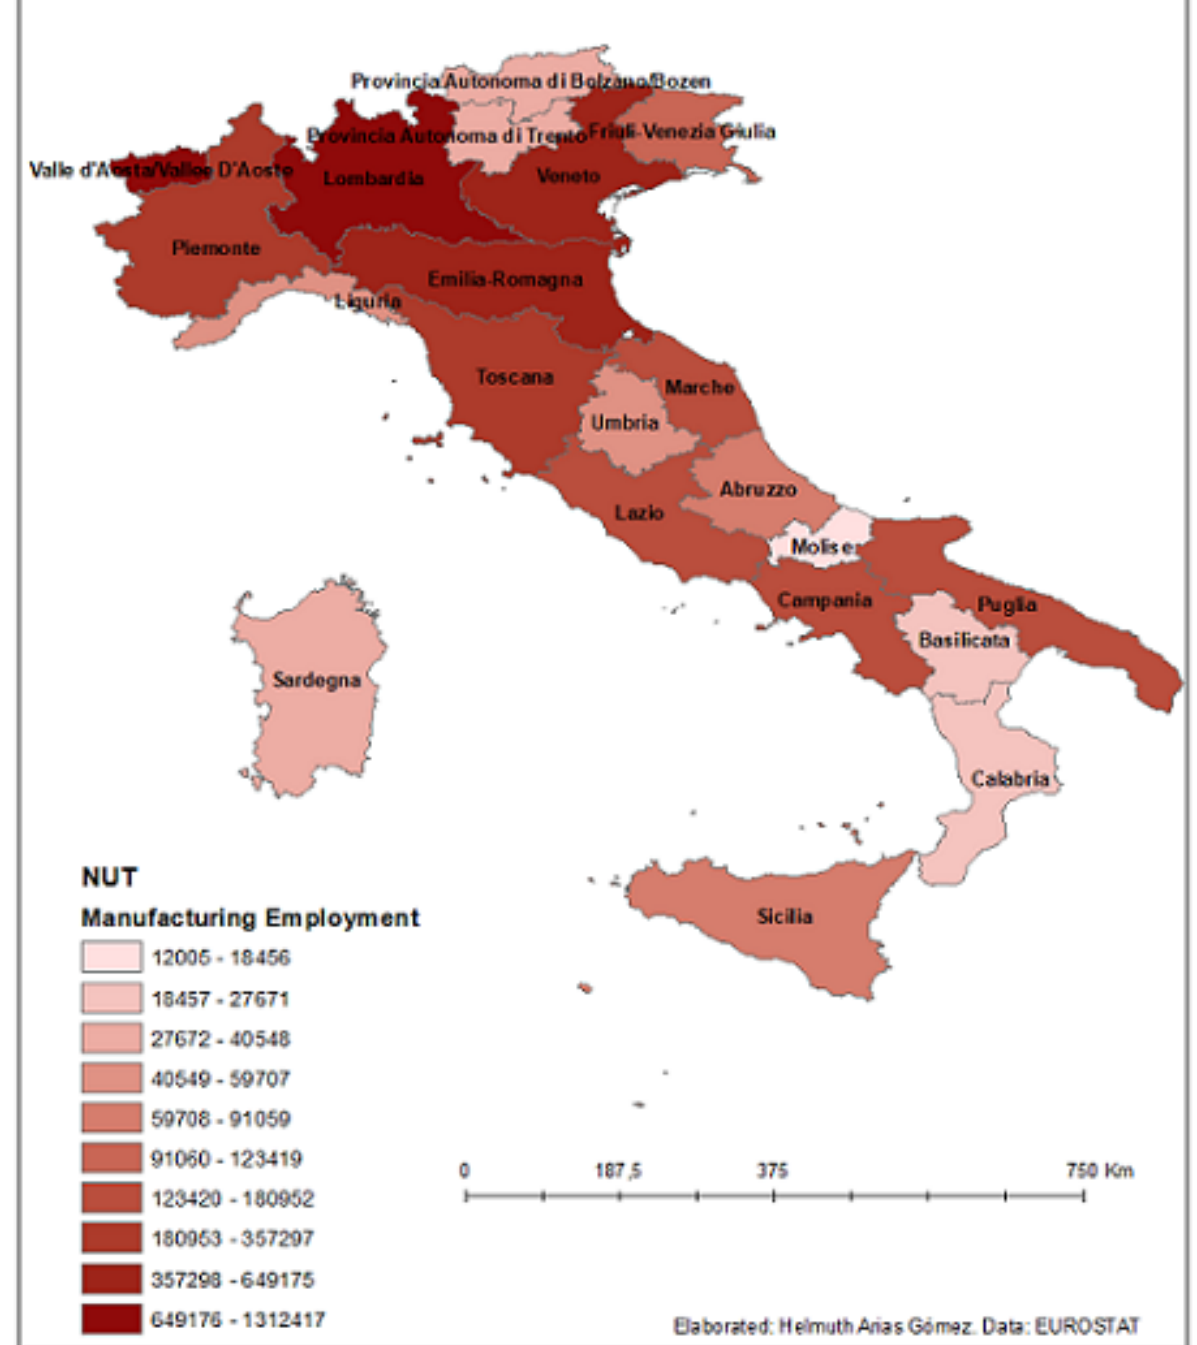 Provincia Autonoma di Bolzano/Bozen
Provincia Autonoma di Trento
Friuli-Venezia Giulia
Valle d'Aosta/Vallee D'Aoste
Lombardia
Veneto
Piemonte
Emilia-Romagna
Liguria
Toscana
Marche
Umbria
Abruzzo
Lazio
Molise
Campania
Puglia
Basilicata
Sardegna
Calabria
Sicilia
NUT
Manufacturing Employment
12005 - 18456
18457 - 27671
27672 - 40548
40549 - 59707
59708 - 91059
91060 - 123419
123420 - 180952
180953 - 357297
357298 - 649175
649176 - 1312417
0 187,5 375 750 Km
Elaborated: Helmuth Arias Gómez. Data: EUROSTAT